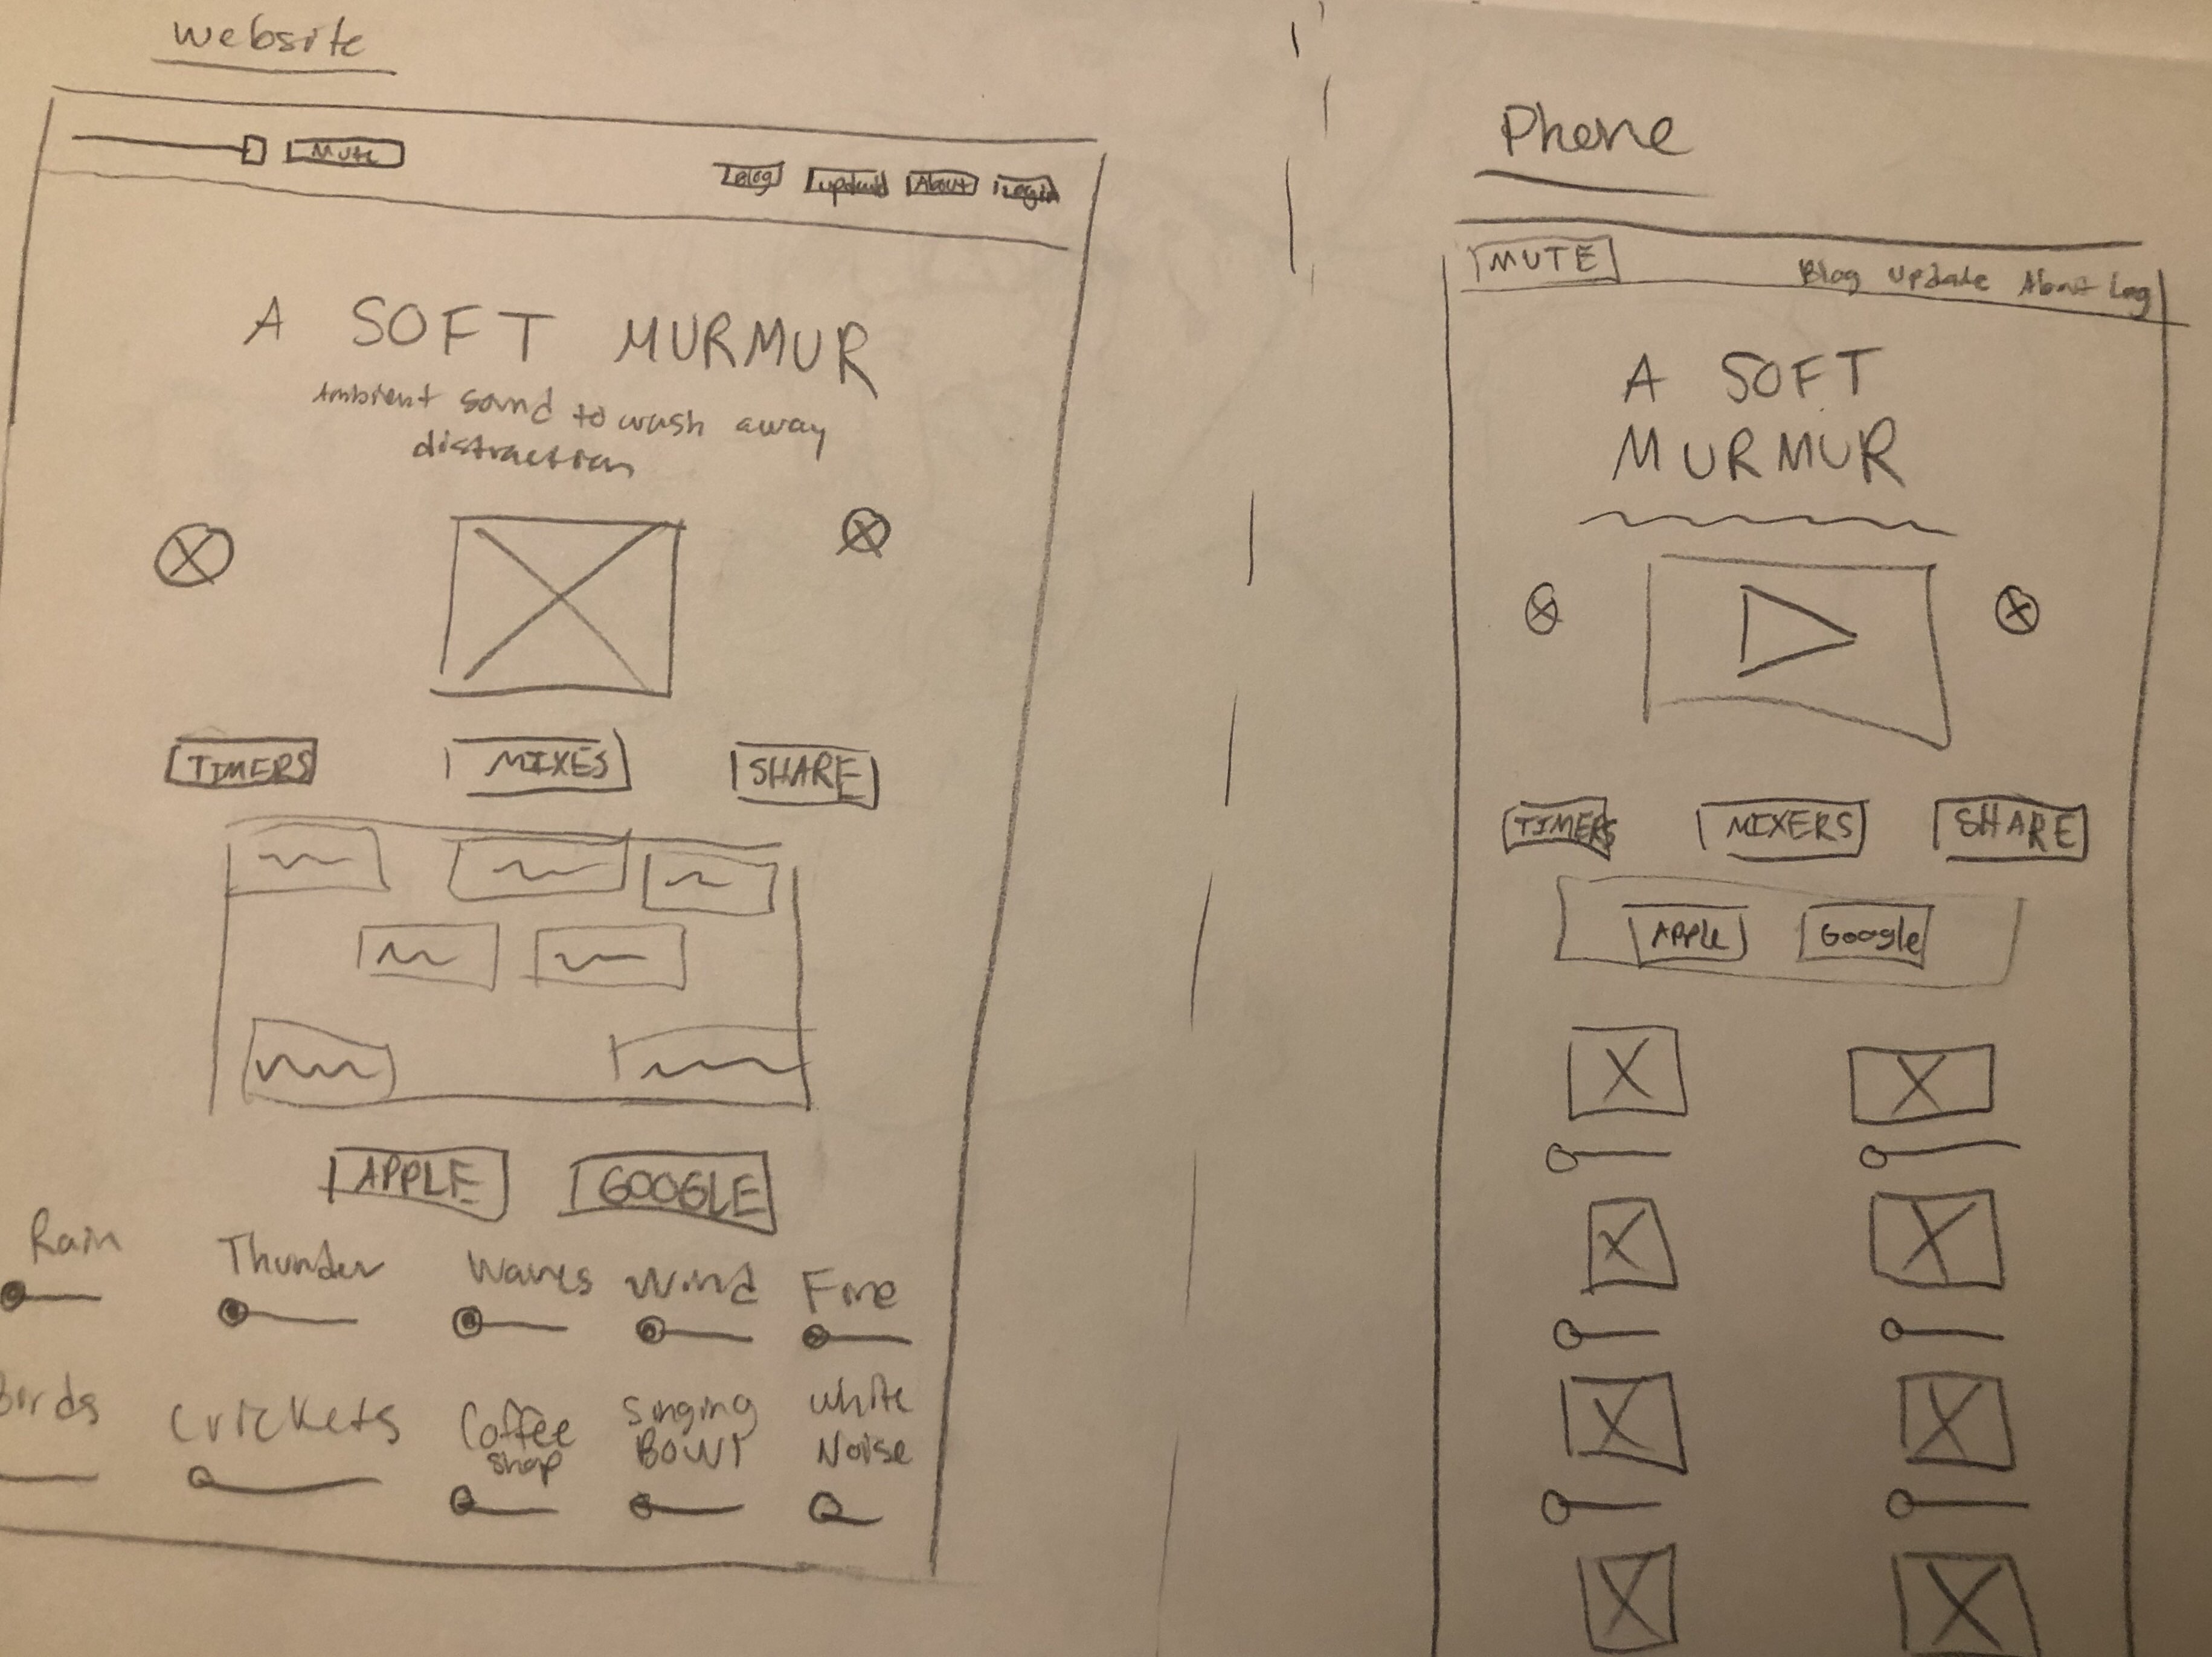 website
Mute
Blog update About Login
A SOFT MURMUR
Ambient sound to wash away
distraction
TIMERS MIXES SHARE
APPLE GOOGLE
Rain Thunder Waves Wind Fire
Birds Crickets Coffee shop Singing BOWl White Noise
Phone
MUTE Blog Update About Log
A SOFT
MURMUR
TIMERS MIXERS SHARE
APPle Google